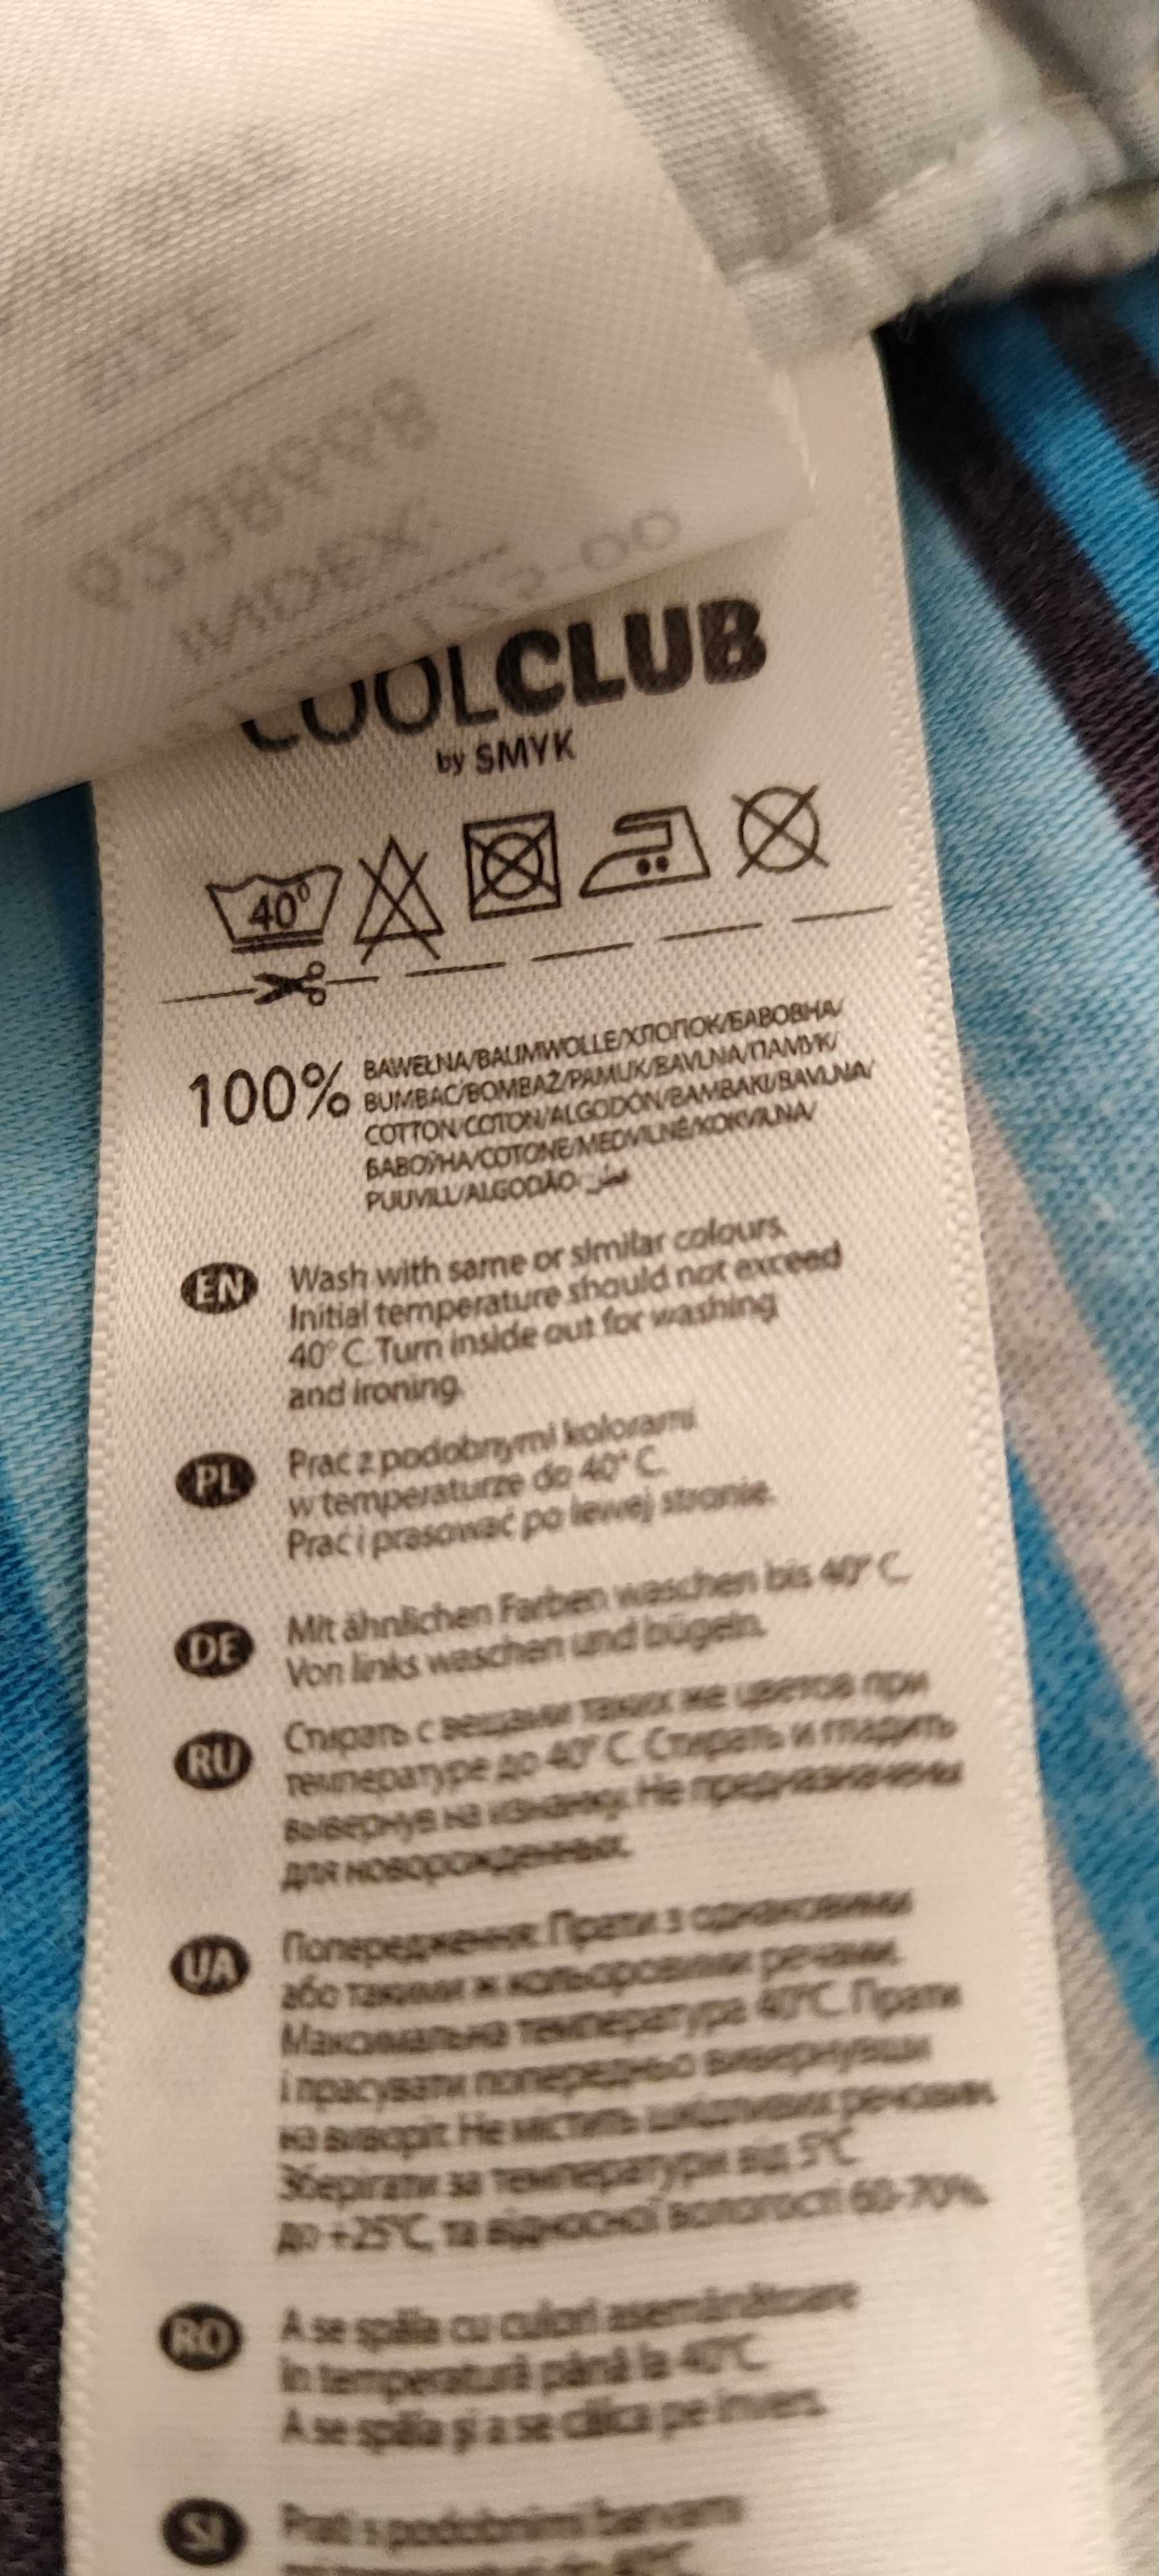 COOLCLUB
by SMYK
40°
100% BAWEŁNA/BAUMWOLLE/ХЛОПОК/БАВОВНА/
BUMBAC/BOMBAŽ/PAMUK/BAVLNA/ПАМУК/
COTTON/COTON/ALGODÓN/BAMBAKI/BAVLNA/
БАВОЎНА/COTONE/MEDVILNĖ/KOKVILNA/
PUUVILL/ALGODÃO/قطن
EN Wash with same or similar colours.
Initial temperature should not exceed
40° C. Turn inside out for washing
and ironing.
PL Prać z podobnymi kolorami
w temperaturze do 40° C.
Prać i prasować po lewej stronie.
DE Mit ähnlichen Farben waschen bis 40° C.
Von links waschen und bügeln.
RU Стирать с вещами таких же цветов при
температуре до 40° C. Стирать и гладить
вывернув на изнанку. Не предназначены
для новорожденных.
UA Попередження: Прати з однаковими
або такими ж кольоровими речами.
Максимальна температура 40°C. Прати
і прасувати попередньо вивернувши
на виворіт. Не містить шкідливих речовин.
Зберігати за температури від 5°C
до +25°C, та відносної вологості 60-70%.
RO A se spăla cu culori asemănătoare
în temperatură până la 40°C.
A se spăla şi a se călca pe invers.
SI Prati s podobnimi barvami